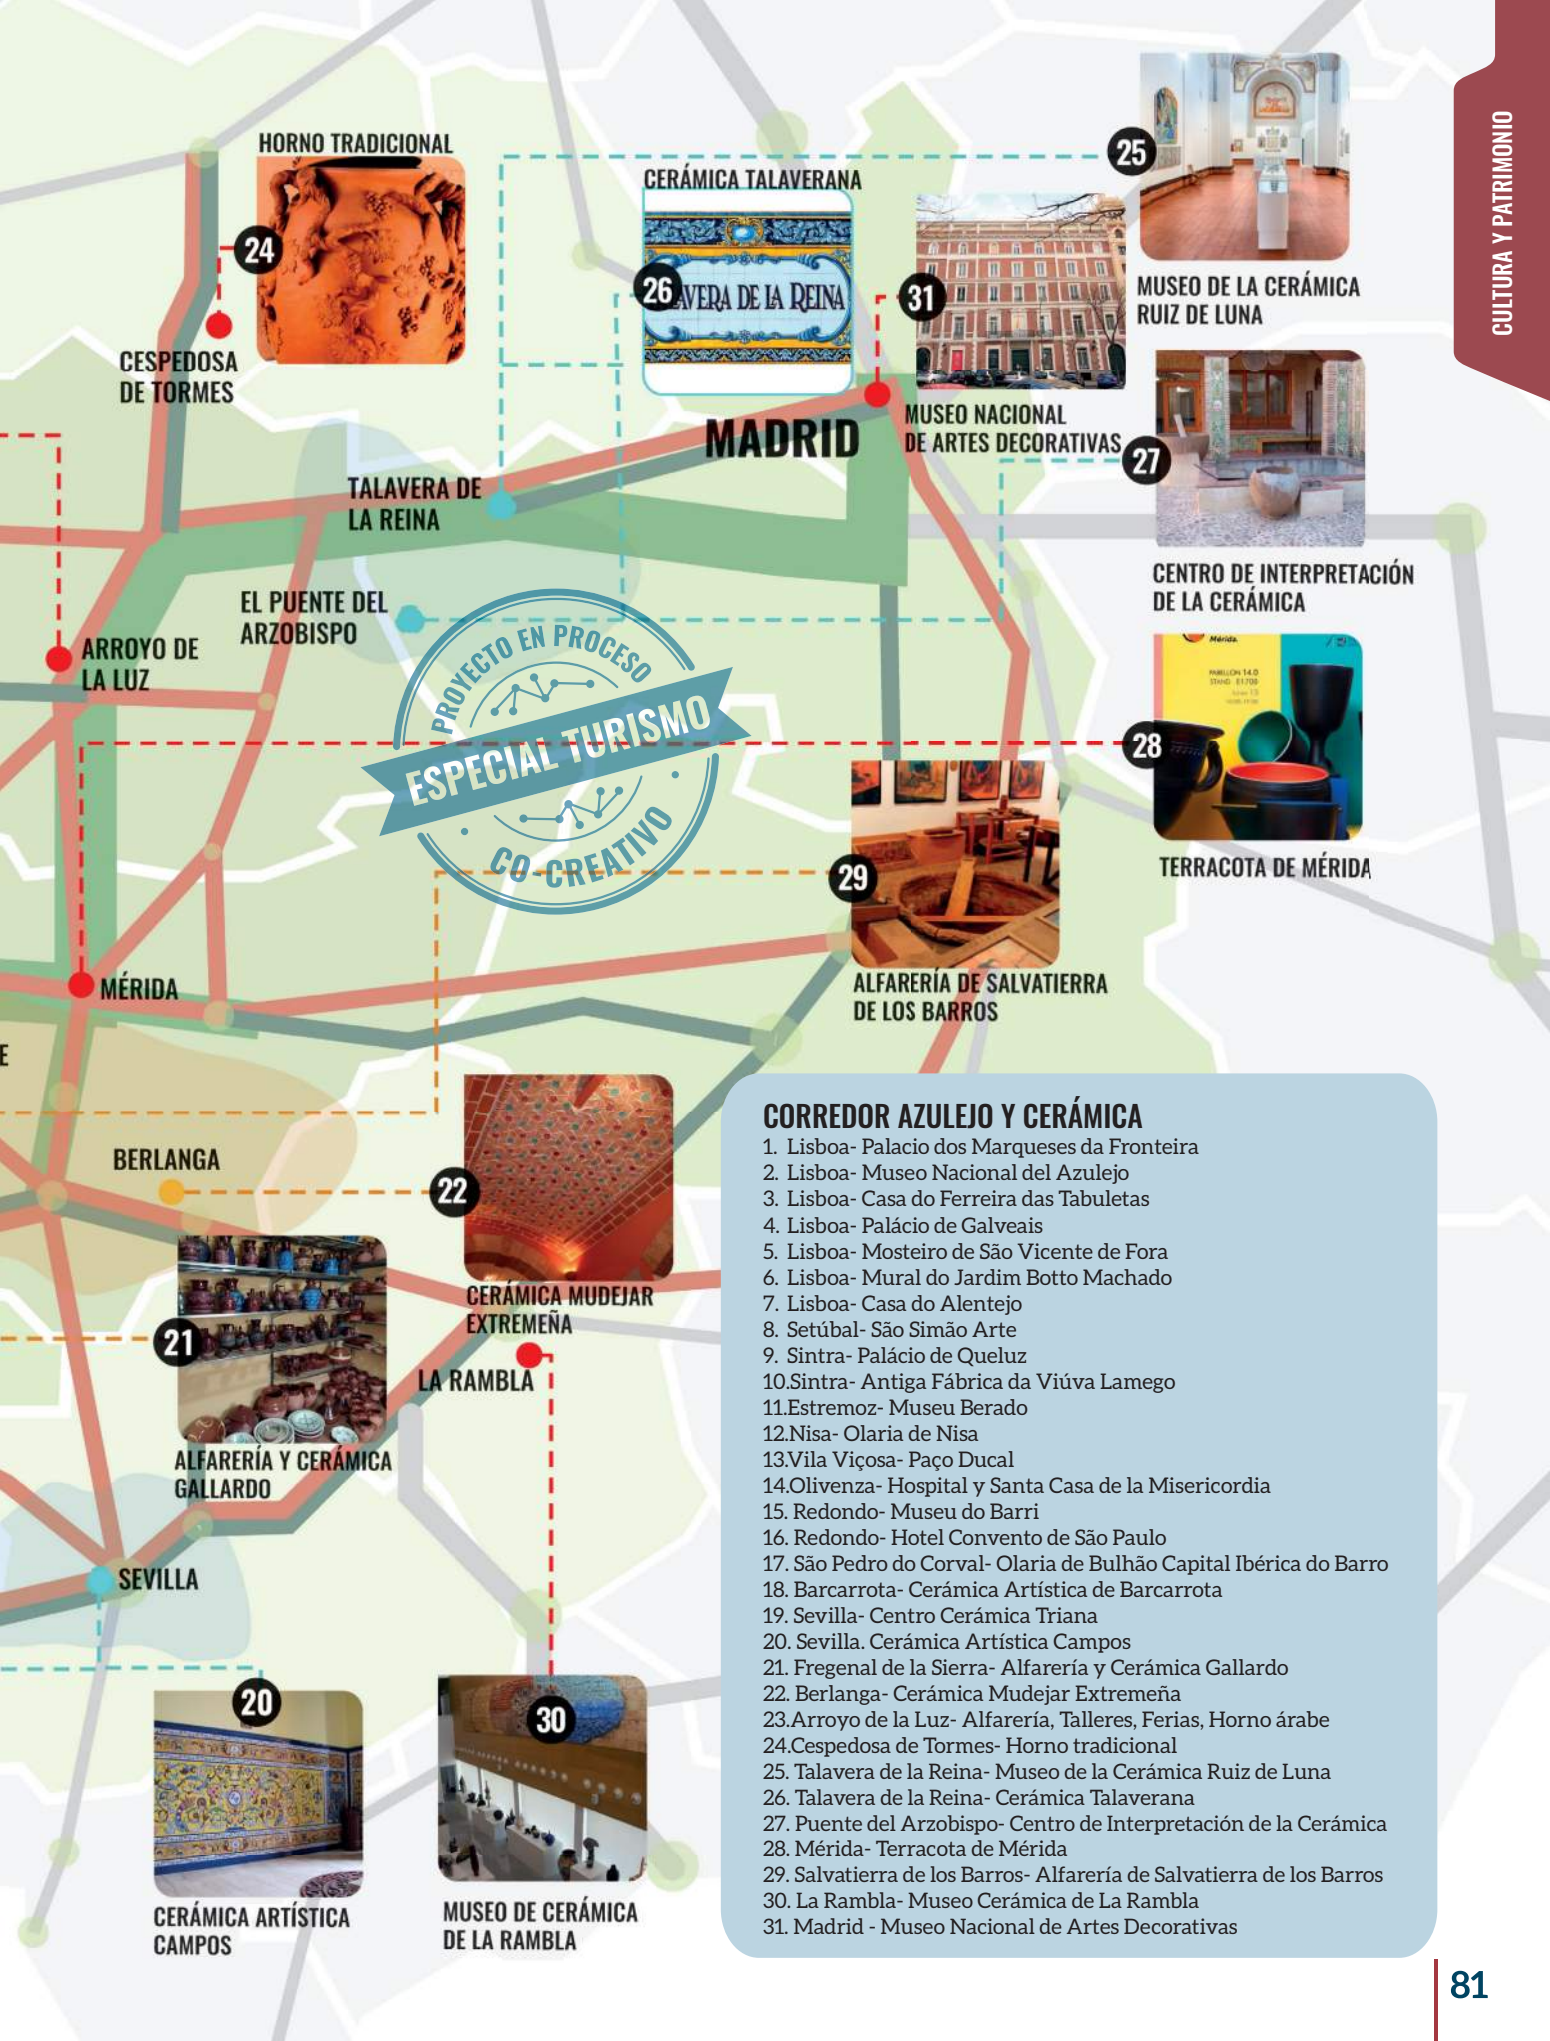 CULTURA Y PATRIMONIO
HORNO TRADICIONAL
24
CESPEDOSA
DE TORMES
CERÁMICA TALAVERANA
26
AVERA DE LA REINA
25
MUSEO DE LA CERÁMICA
RUIZ DE LUNA
31
MADRID
MUSEO NACIONAL
DE ARTES DECORATIVAS
27
CENTRO DE INTERPRETACIÓN
DE LA CERÁMICA
TALAVERA DE
LA REINA
EL PUENTE DEL
ARZOBISPO
ARROYO DE
LA LUZ
PROYECTO EN PROCESO
ESPECIAL TURISMO
CO-CREATIVO
Mérida
PABELLON 14.0
28
TERRACOTA DE MÉRIDA
29
ALFARERÍA DE SALVATIERRA
DE LOS BARROS
MÉRIDA
E
BERLANGA
22
CERÁMICA MUDEJAR
EXTREMEÑA
21
LA RAMBLA
ALFARERÍA Y CERÁMICA
GALLARDO
SEVILLA
20
30
CERÁMICA ARTÍSTICA
CAMPOS
MUSEO DE CERÁMICA
DE LA RAMBLA
CORREDOR AZULEJO Y CERÁMICA
1. Lisboa- Palacio dos Marqueses da Fronteira
2. Lisboa- Museo Nacional del Azulejo
3. Lisboa- Casa do Ferreira das Tabuletas
4. Lisboa- Palácio de Galveais
5. Lisboa- Mosteiro de São Vicente de Fora
6. Lisboa- Mural do Jardim Botto Machado
7. Lisboa- Casa do Alentejo
8. Setúbal- São Simão Arte
9. Sintra- Palácio de Queluz
10.Sintra- Antiga Fábrica da Viúva Lamego
11.Estremoz- Museu Berado
12.Nisa- Olaria de Nisa
13.Vila Viçosa- Paço Ducal
14.Olivenza- Hospital y Santa Casa de la Misericordia
15. Redondo- Museu do Barri
16. Redondo- Hotel Convento de São Paulo
17. São Pedro do Corval- Olaria de Bulhão Capital Ibérica do Barro
18. Barcarrota- Cerámica Artística de Barcarrota
19. Sevilla- Centro Cerámica Triana
20. Sevilla. Cerámica Artística Campos
21. Fregenal de la Sierra- Alfarería y Cerámica Gallardo
22. Berlanga- Cerámica Mudejar Extremeña
23.Arroyo de la Luz- Alfarería, Talleres, Ferias, Horno árabe
24.Cespedosa de Tormes- Horno tradicional
25. Talavera de la Reina- Museo de la Cerámica Ruiz de Luna
26. Talavera de la Reina- Cerámica Talaverana
27. Puente del Arzobispo- Centro de Interpretación de la Cerámica
28. Mérida- Terracota de Mérida
29. Salvatierra de los Barros- Alfarería de Salvatierra de los Barros
30. La Rambla- Museo Cerámica de La Rambla
31. Madrid - Museo Nacional de Artes Decorativas
81